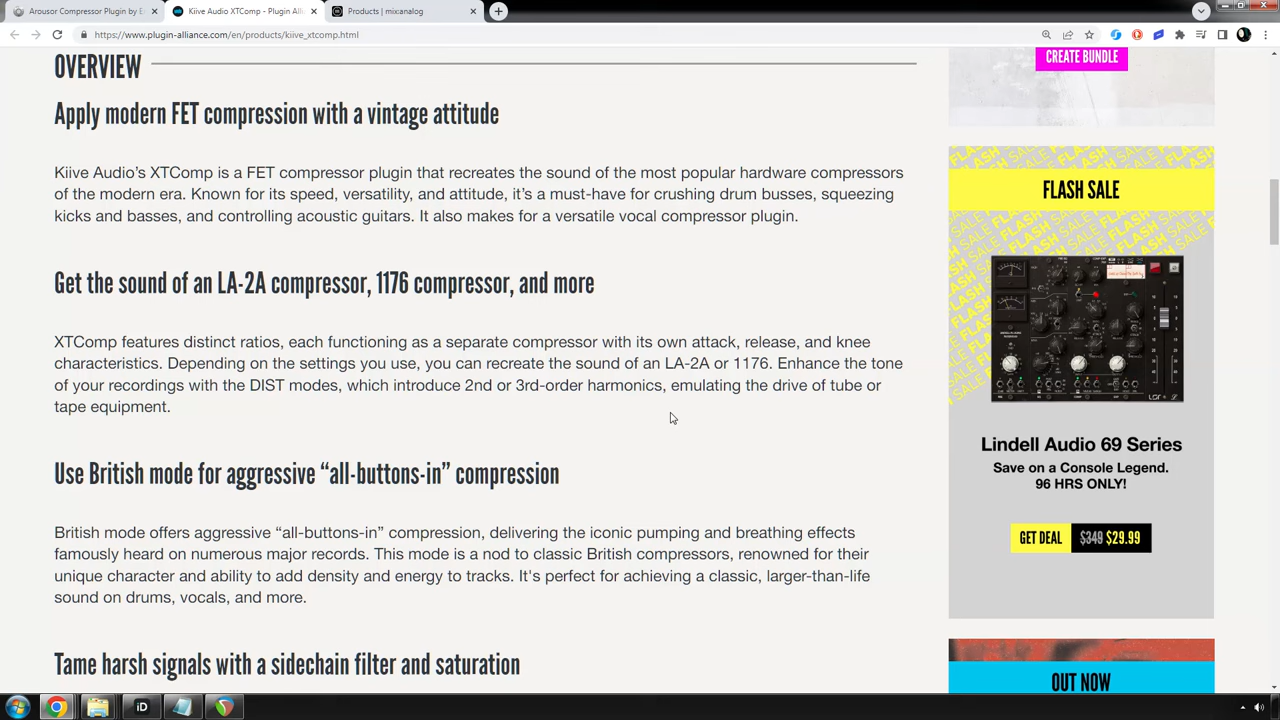 Arousor Compressor Plugin by E
Kiive Audio XTComp - Plugin Alli
Products | mix:analog
https://www.plugin-alliance.com/en/products/kiive_xtcomp.html
OVERVIEW
Apply modern FET compression with a vintage attitude
Kiive Audio’s XTComp is a FET compressor plugin that recreates the sound of the most popular hardware compressors
of the modern era. Known for its speed, volatility, and attitude, it’s a must-have for crushing drum busses, squeezing
kicks and basses, and controlling acoustic guitars. It also makes for a versatile vocal compressor plugin.
Get the sound of an LA-2A compressor, 1176 compressor, and more
XTComp features distinct ratios, each functioning as a separate compressor with its own attack, release, and knee
characteristics. Depending on the settings you use, you can recreate the sound of an LA-2A or 1176. Enhance the tone
of your recordings with the DIST modes, which introduce 2nd or 3rd-order harmonics, emulating the drive of tube or
tape equipment.
Use British mode for aggressive “all-buttons-in” compression
British mode offers aggressive “all-buttons-in” compression, delivering the iconic pumping and breathing effects
famously heard on numerous major records. This mode is a nod to classic British compressors, renowned for their
unique character and ability to add density and energy to tracks. It's perfect for achieving a classic, larger-than-life
sound on drums, vocals, and more.
Tame harsh signals with a sidechain filter and saturation
CREATE BUNDLE
FLASH SALE
Lindell Audio 69 Series
Save on a Console Legend.
96 HRS ONLY!
GET DEAL $349 $29.99
OUT NOW
iD